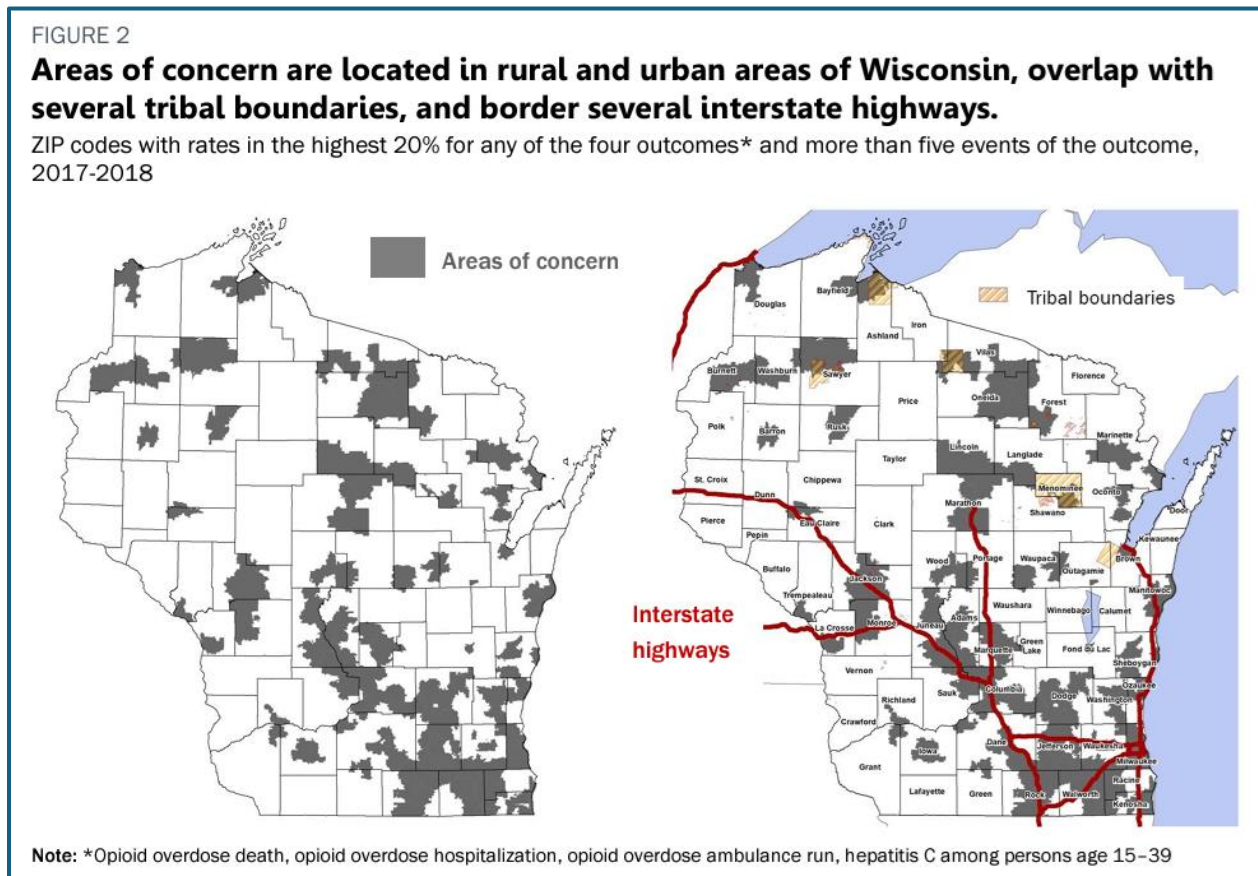 FIGURE 2
Areas of concern are located in rural and urban areas of Wisconsin, overlap with
several tribal boundaries, and border several interstate highways.
ZIP codes with rates in the highest 20% for any of the four outcomes* and more than five events of the outcome,
2017-2018
Areas of concern
Tribal boundaries
Interstate
highways
Douglas
Bayfield
Ashland
Iron
Vilas
Burnett
Washburn
Sawyer
Florence
Price
Oneida
Forest
Polk
Barron
Rusk
Marinette
Lincoln
Langlade
Taylor
St. Croix
Dunn
Chippewa
Menominee
Oconto
Marathon
Shawano
Door
Pierce
Eau Claire
Clark
Pepin
Kewaunee
Brown
Buffalo
Wood
Portage
Waupaca
Outagamie
Jackson
Trempealeau
Manitowoc
Waushara
Winnebago
Calumet
La Crosse
Monroe
Juneau
Adams
Marquette
Green
Lake
Fond du Lac
Sheboygan
Vernon
Sauk
Columbia
Dodge
Washington
Ozaukee
Richland
Crawford
Iowa
Dane
Jefferson
Waukesha
Milwaukee
Grant
Racine
Lafayette
Green
Rock
Walworth
Kenosha
Note: *Opioid overdose death, opioid overdose hospitalization, opioid overdose ambulance run, hepatitis C among persons age 15–39